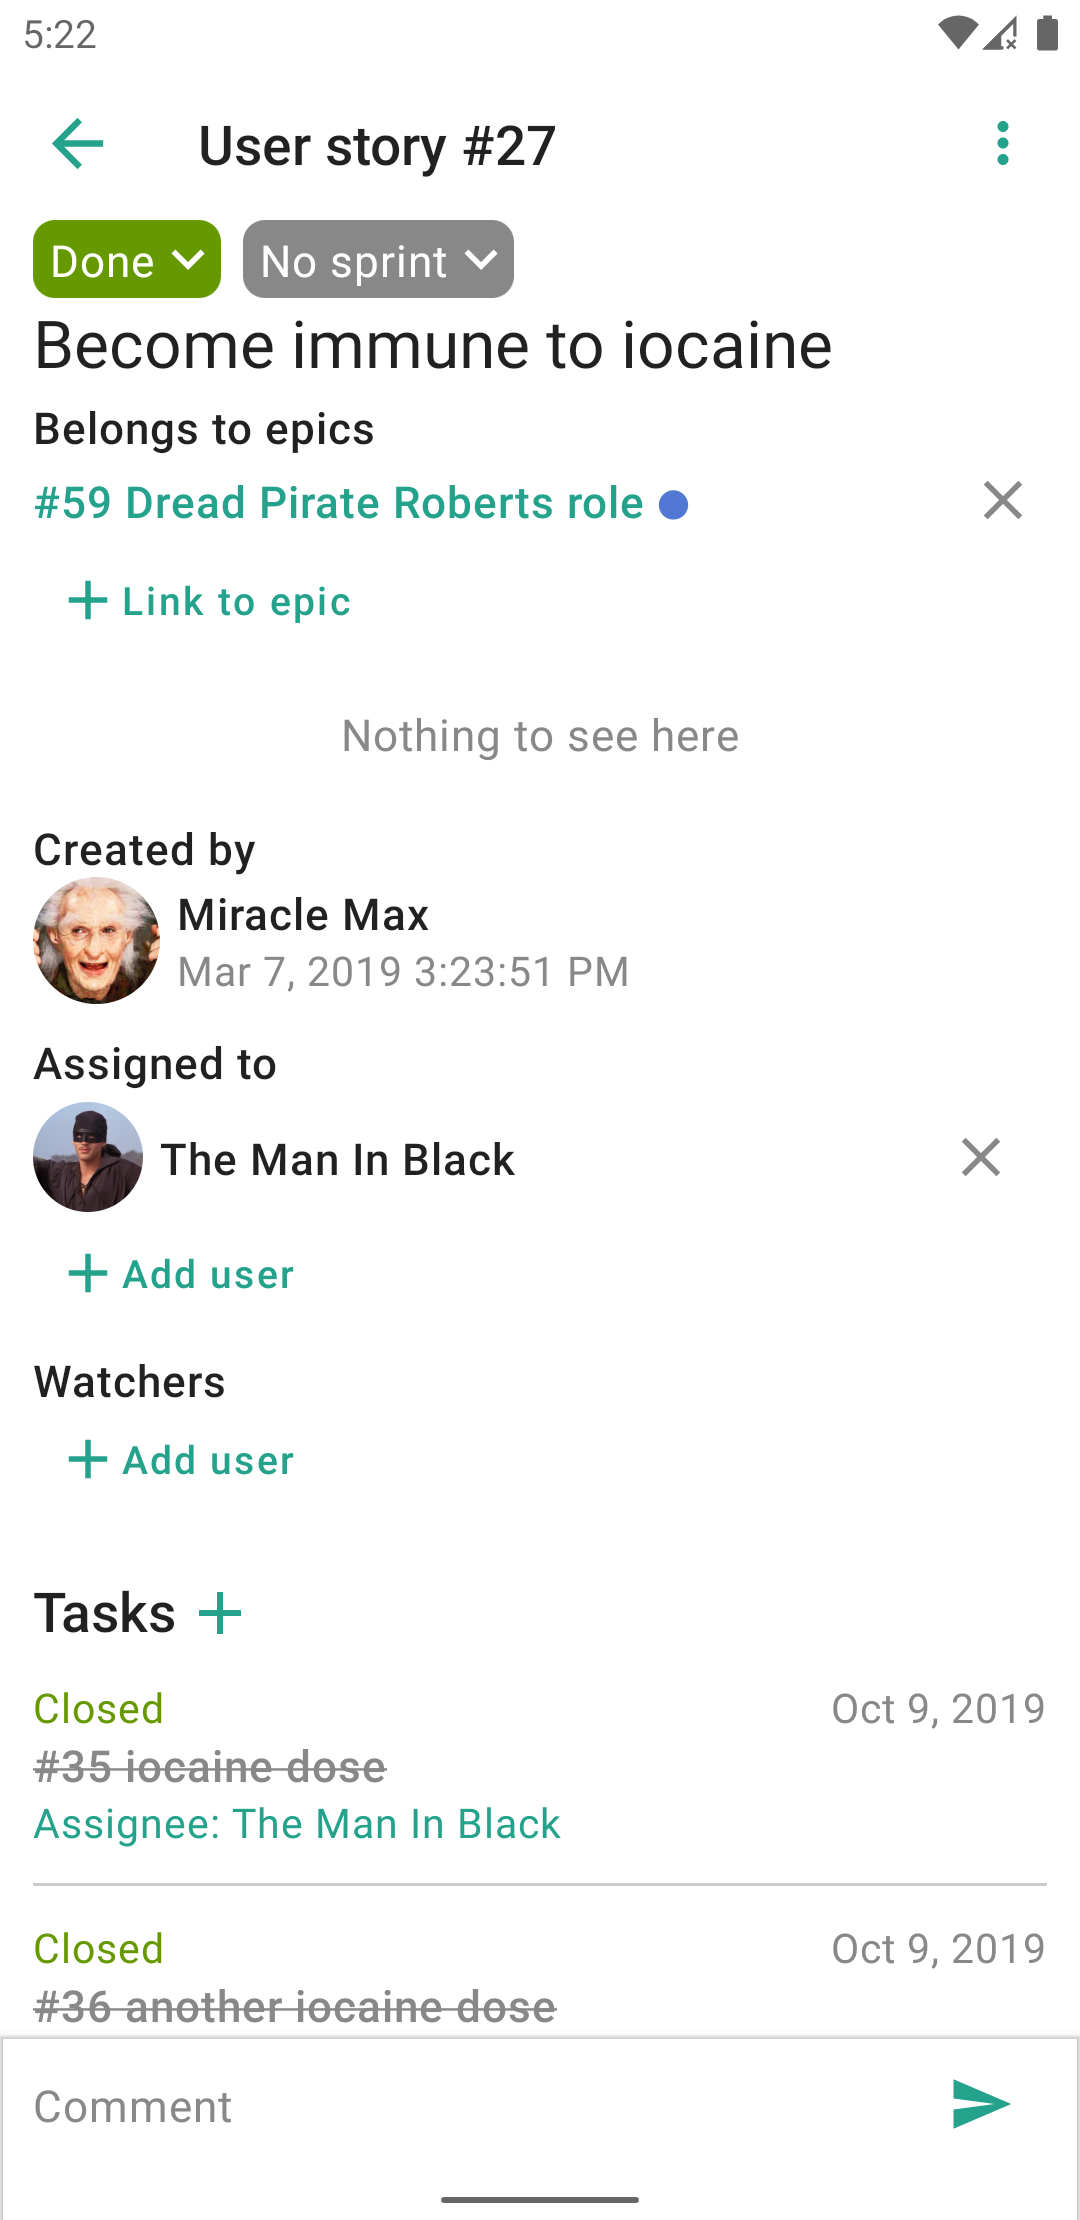 5:22
User story #27
Done
No sprint
Become immune to iocaine
Belongs to epics
#59 Dread Pirate Roberts role
Link to epic
Nothing to see here
Created by
Miracle Max
Mar 7, 2019 3:23:51 PM
Assigned to
The Man In Black
Add user
Watchers
Add user
Tasks
Closed
Oct 9, 2019
#35 iocaine dose
Assignee: The Man In Black
Closed
Oct 9, 2019
#36 another iocaine dose
Comment